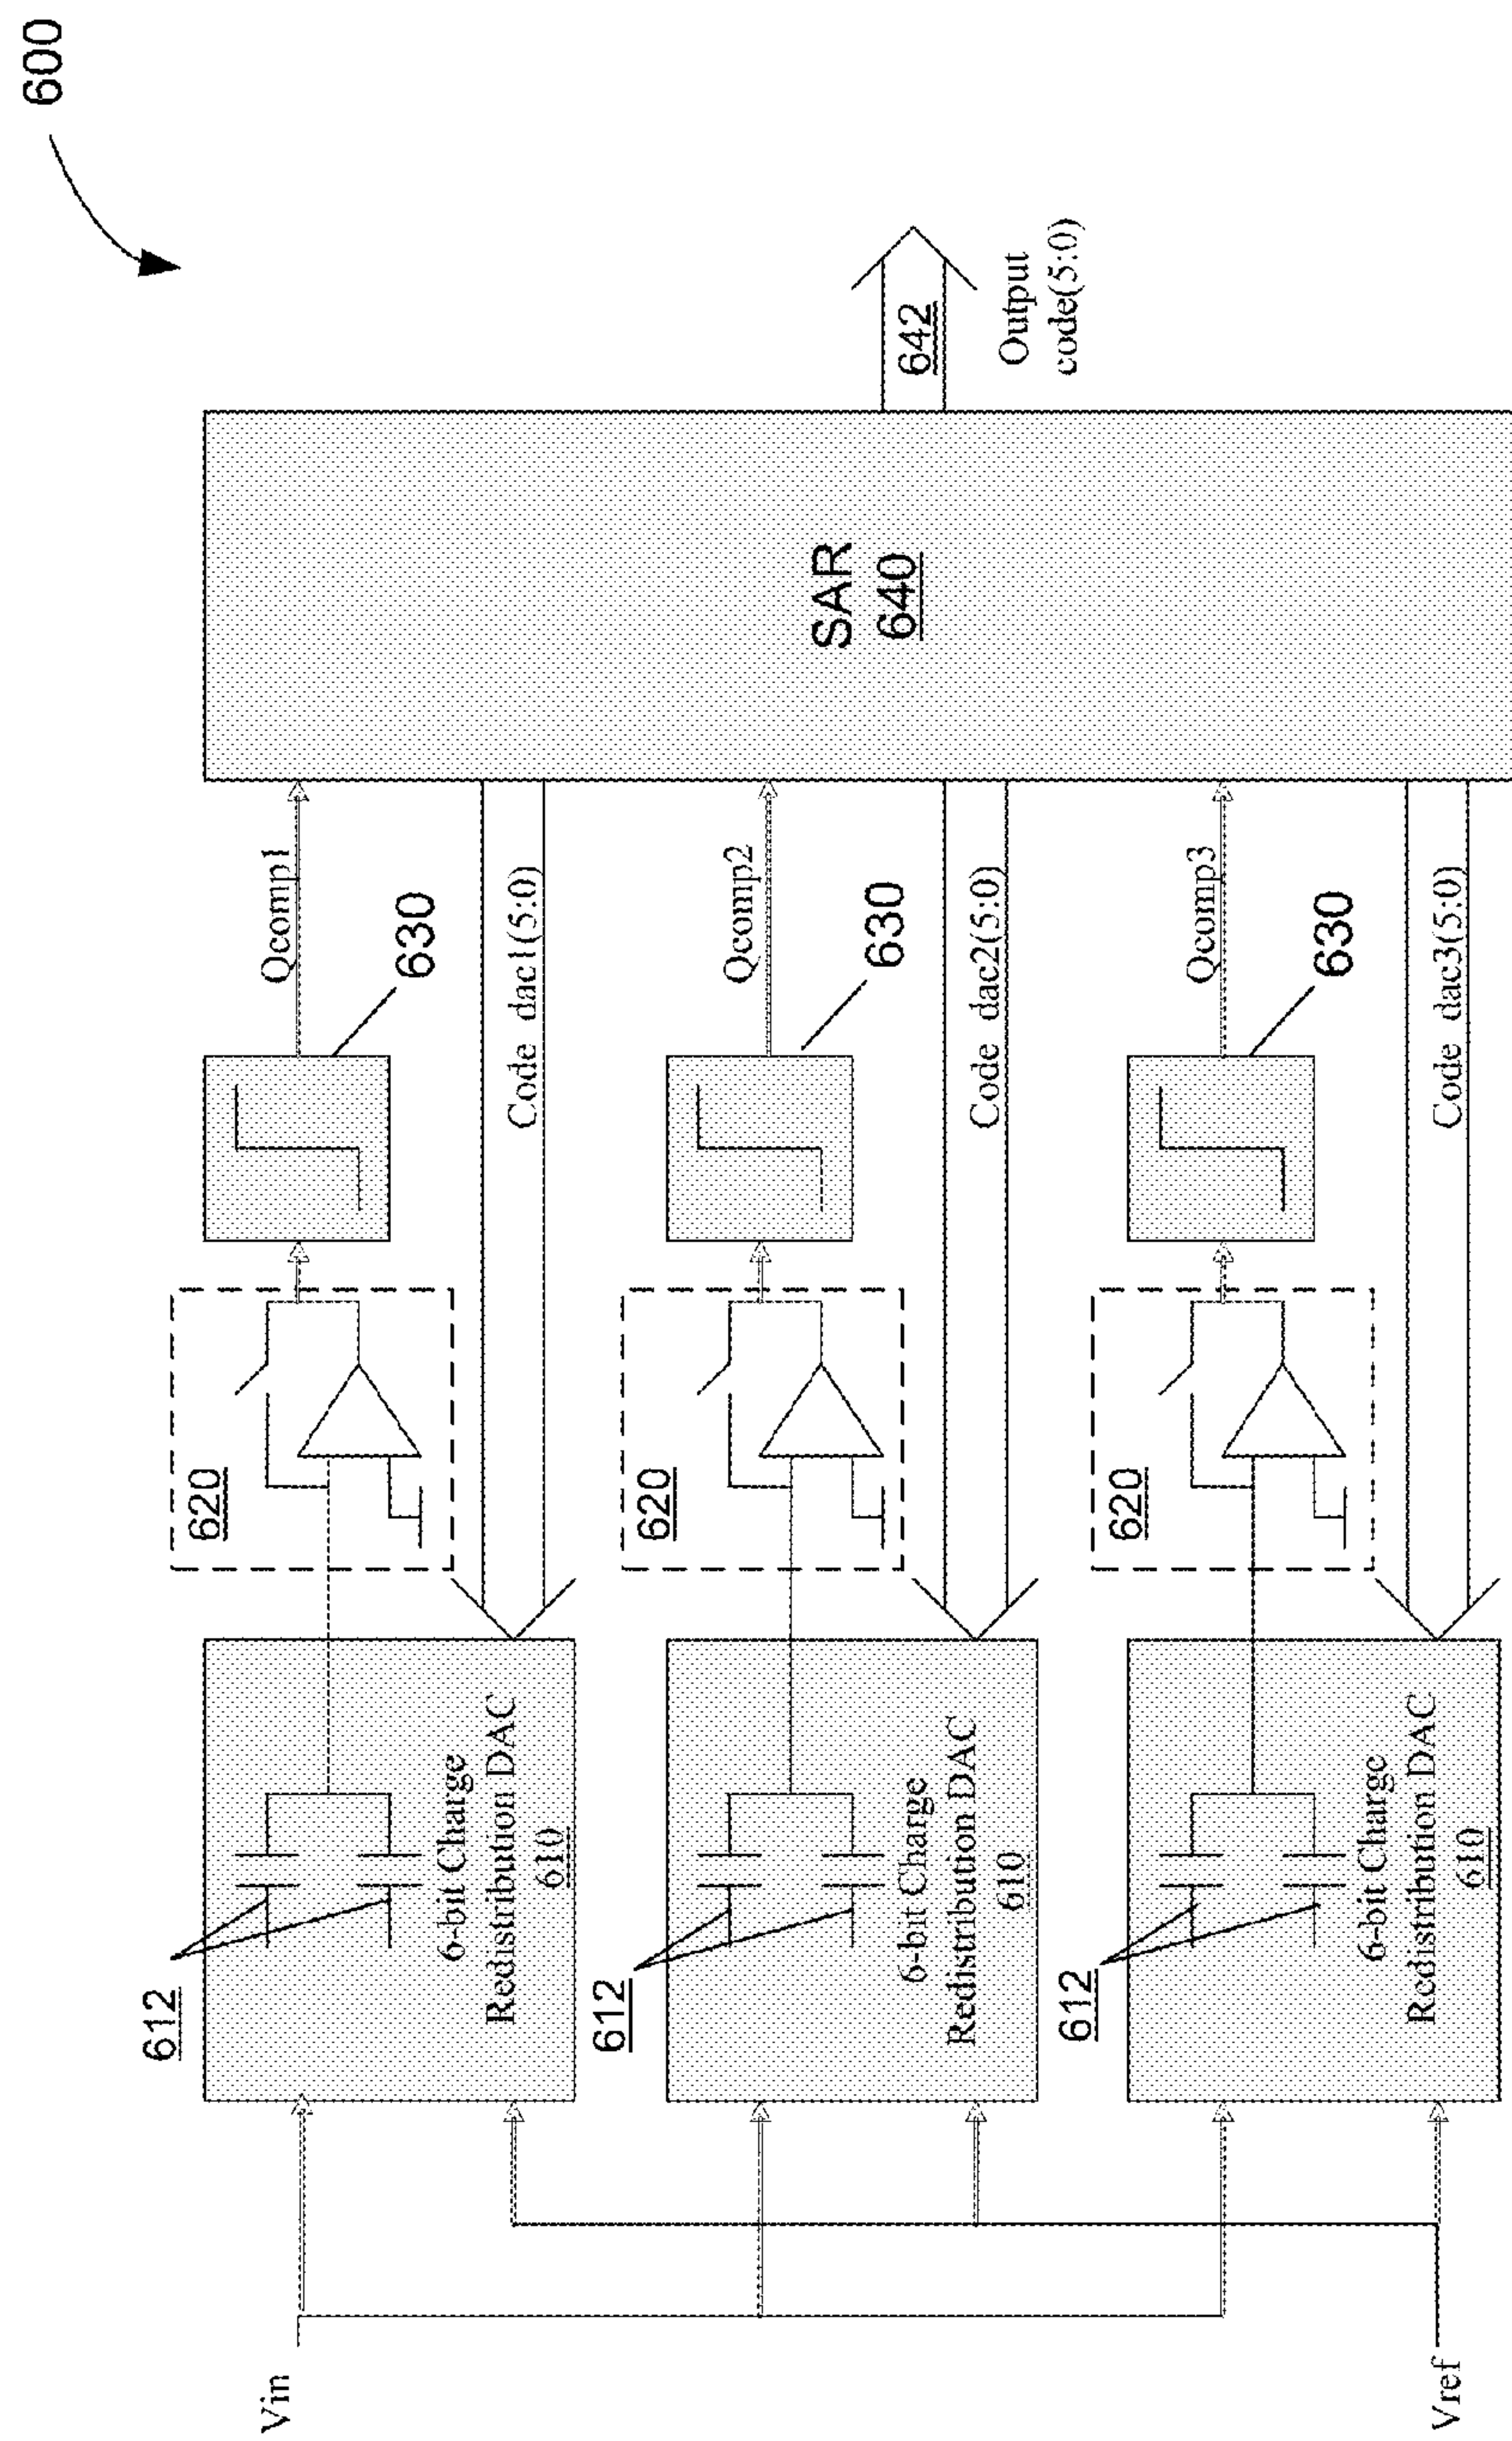 600
612
620
Qcomp1
630
6-bit Charge
Redistribution DAC
610
Code dac1(5:0)
Vin
612
620
Qcomp2
630
SAR
640
642
Output
code(5:0)
6-bit Charge
Redistribution DAC
610
Code dac2(5:0)
612
620
Qcomp3
630
6-bit Charge
Redistribution DAC
610
Code dac3(5:0)
Vref